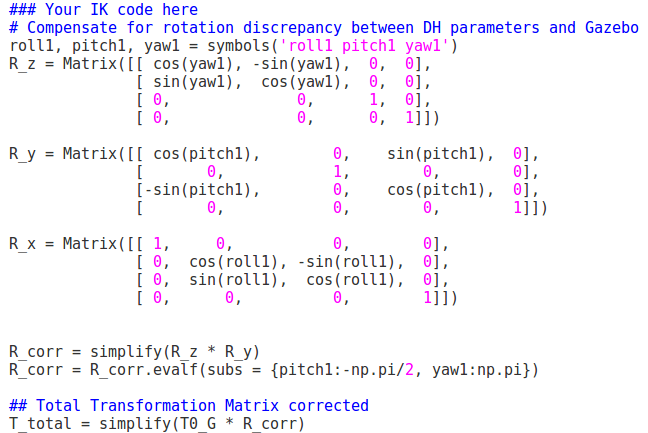 ### Your IK code here
# Compensate for rotation discrepancy between DH parameters and Gazebo
roll1, pitch1, yaw1 = symbols('roll1 pitch1 yaw1')
R_z = Matrix([[ cos(yaw1), -sin(yaw1),  0,  0],
              [ sin(yaw1),  cos(yaw1),  0,  0],
              [ 0,              0,      1,  0],
              [ 0,              0,      0,  1]])
R_y = Matrix([[ cos(pitch1),        0,    sin(pitch1),  0],
              [       0,            1,        0,        0],
              [-sin(pitch1),        0,    cos(pitch1),  0],
              [       0,            0,        0,        1]])
R_x = Matrix([[ 1,     0,           0,        0],
              [ 0,  cos(roll1), -sin(roll1),  0],
              [ 0,  sin(roll1),  cos(roll1),  0],
              [ 0,      0,          0,        1]])
R_corr = simplify(R_z * R_y)
R_corr = R_corr.evalf(subs = {pitch1:-np.pi/2, yaw1:np.pi})
## Total Transformation Matrix corrected
T_total = simplify(T0_G * R_corr)